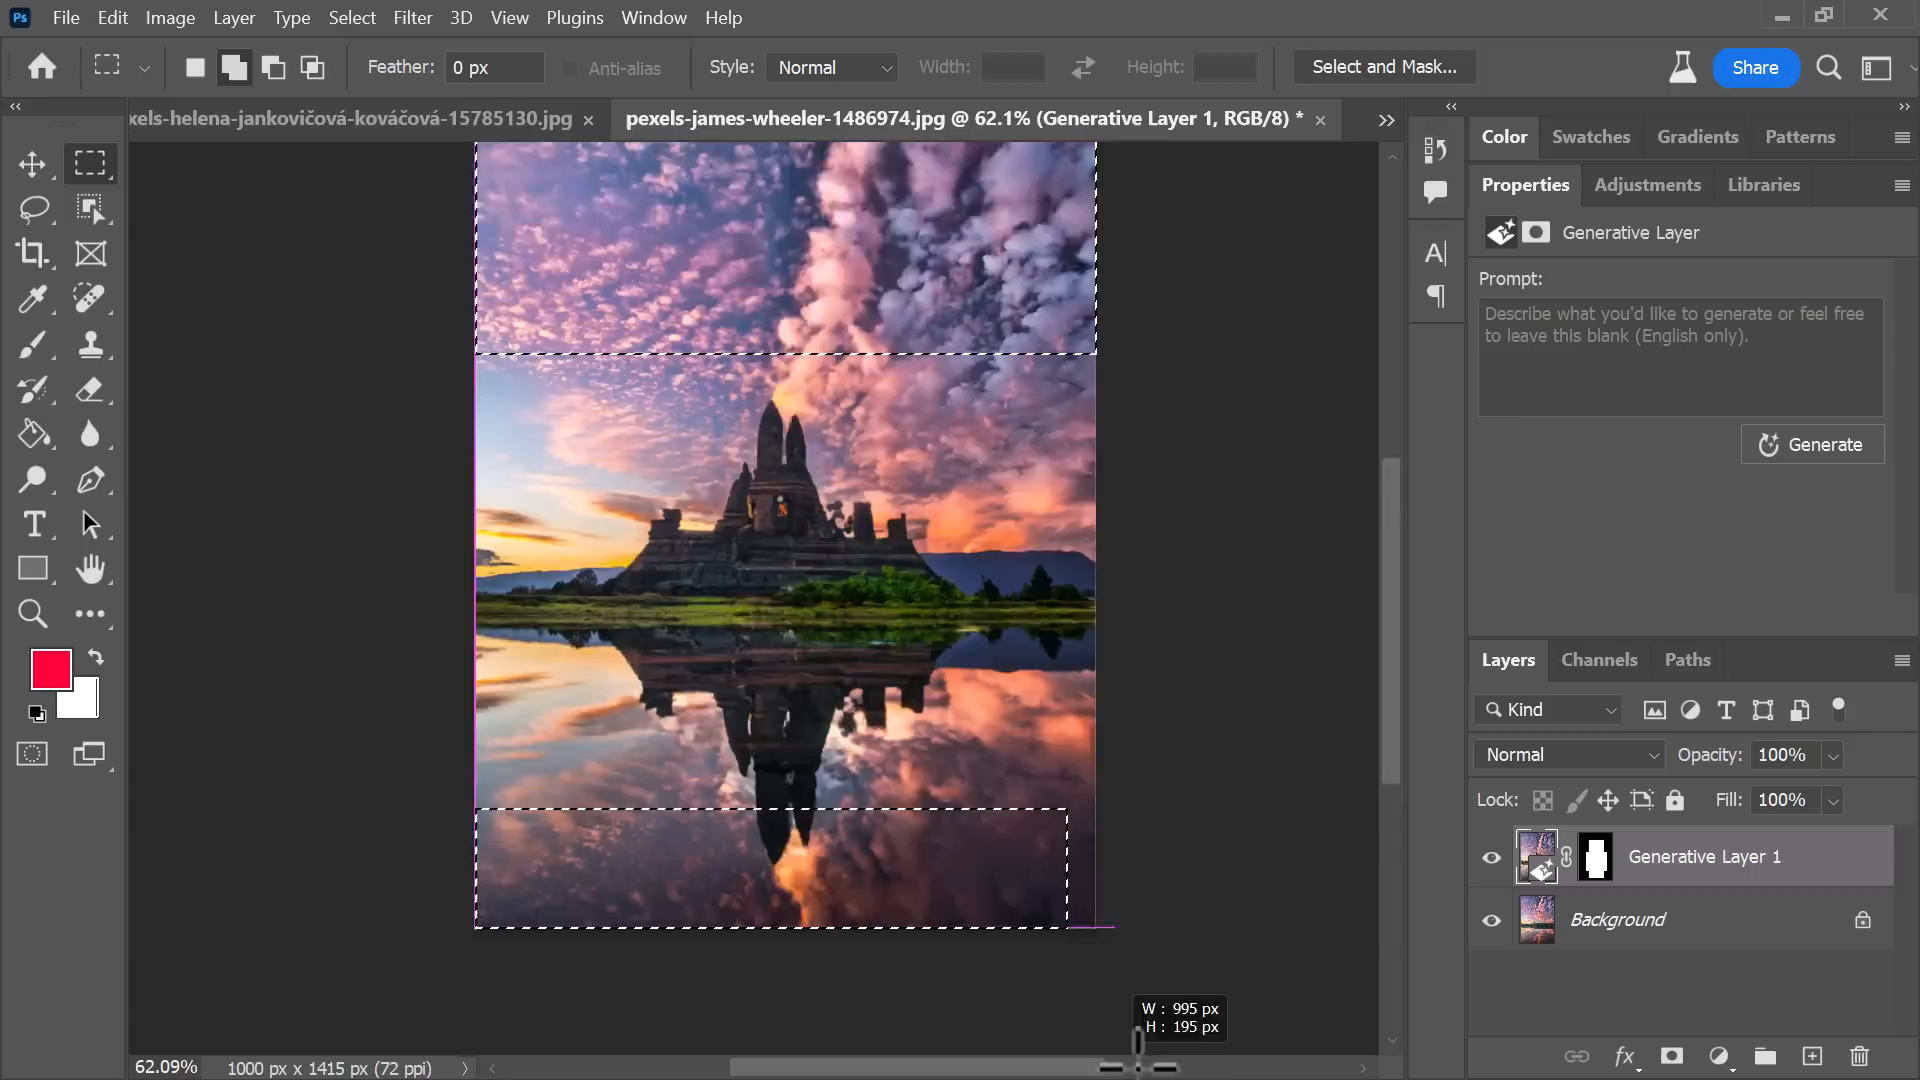 Ps File Edit Image Layer Type Select Filter 3D View Plugins Window Help
Feather: 0 px Anti-alias Style: Normal Width: Height: Select and Mask... Share
xels-helena-jankovičová-kováčová-15785130.jpg × pexels-james-wheeler-1486974.jpg @ 62.1% (Generative Layer 1, RGB/8) * ×
Color Swatches Gradients Patterns
Properties Adjustments Libraries
Generative Layer
Prompt:
Describe what you'd like to generate or feel free
to leave this blank (English only).
Generate
Layers Channels Paths
Kind
Normal Opacity: 100%
Lock: Fill: 100%
Generative Layer 1
Background
W : 995 px
H : 195 px
62.09% 1000 px x 1415 px (72 ppi)